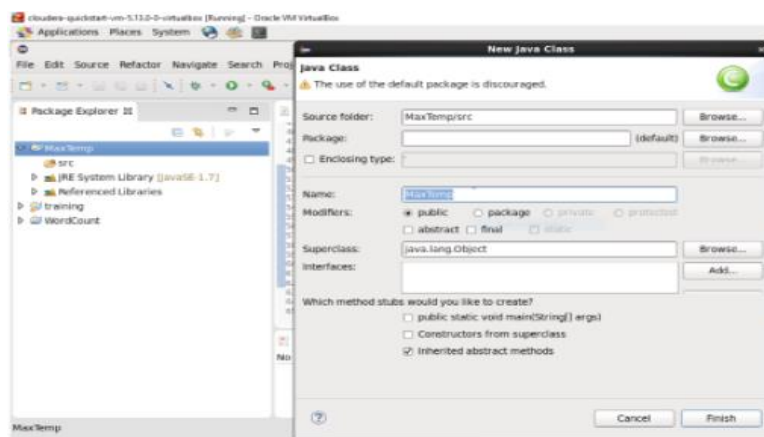 cloudera-quickstart-vm-5.13.0-0-virtualbox [Running] - Oracle VM VirtualBox
Applications Places System
File Edit Source Refactor Navigate Search Proj
Package Explorer
MaxTemp
src
JRE System Library [JavaSE-1.7]
Referenced Libraries
training
WordCount
No
MaxTemp
New Java Class
Java Class
The use of the default package is discouraged.
Source folder: MaxTemp/src Browse...
Package: (default) Browse...
Enclosing type: Browse...
Name: MaxTemp
Modifiers: public package private protected
abstract final static
Superclass: java.lang.Object Browse...
Interfaces: Add...
Which method stubs would you like to create?
public static void main(String[] args)
Constructors from superclass
Inherited abstract methods
Cancel Finish